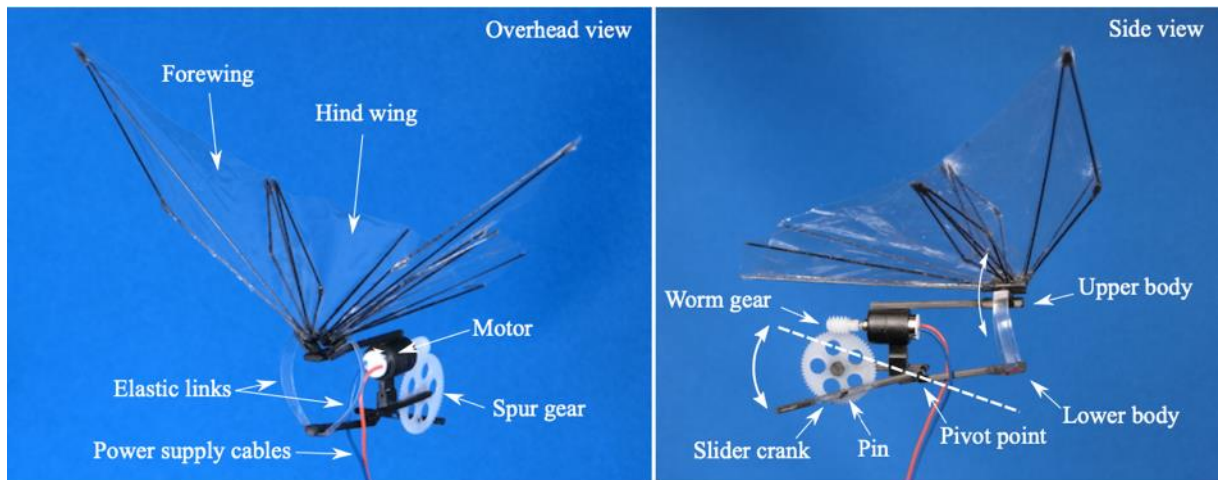 Overhead view
Forewing
Hind wing
Motor
Elastic links
Spur gear
Power supply cables
Side view
Worm gear
Upper body
Lower body
Slider crank
Pin
Pivot point